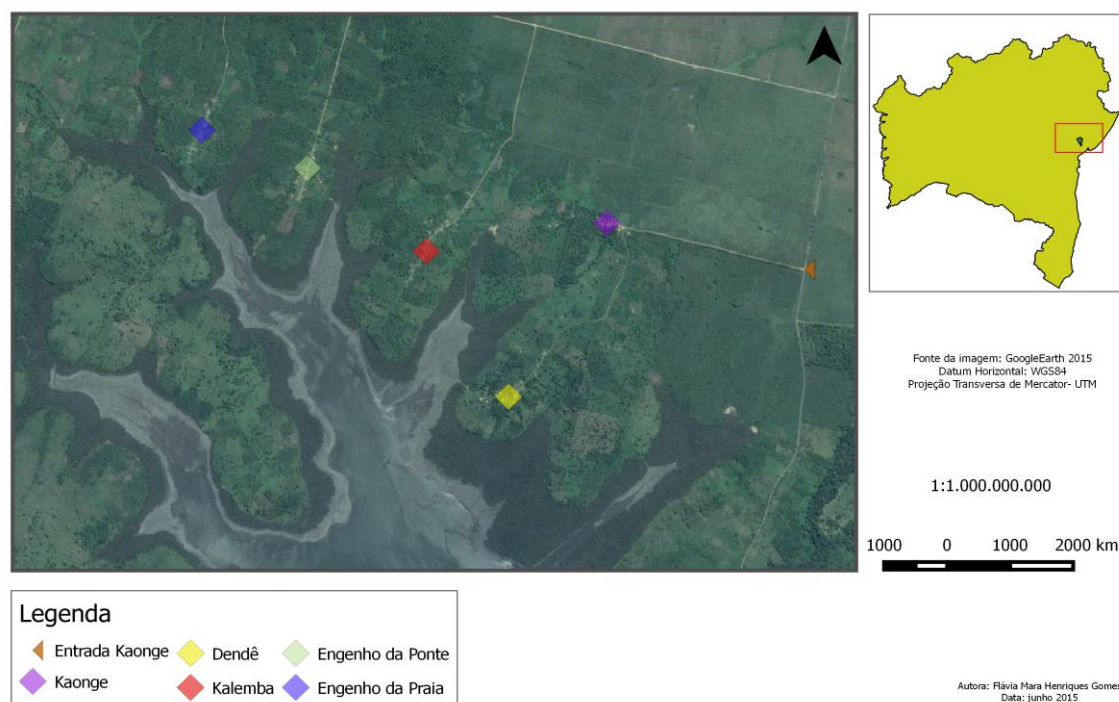 Fonte da imagem: GoogleEarth 2015
Datum Horizontal: WGS84
Projeção Transversa de Mercator- UTM
1:1.000.000.000
1000 0 1000 2000 km
Legenda
Entrada Kaonge
Dendê
Engenho da Ponte
Kaonge
Kalemba
Engenho da Praia
Autora: Flávia Mara Henriques Gomes
Data: junho 2015